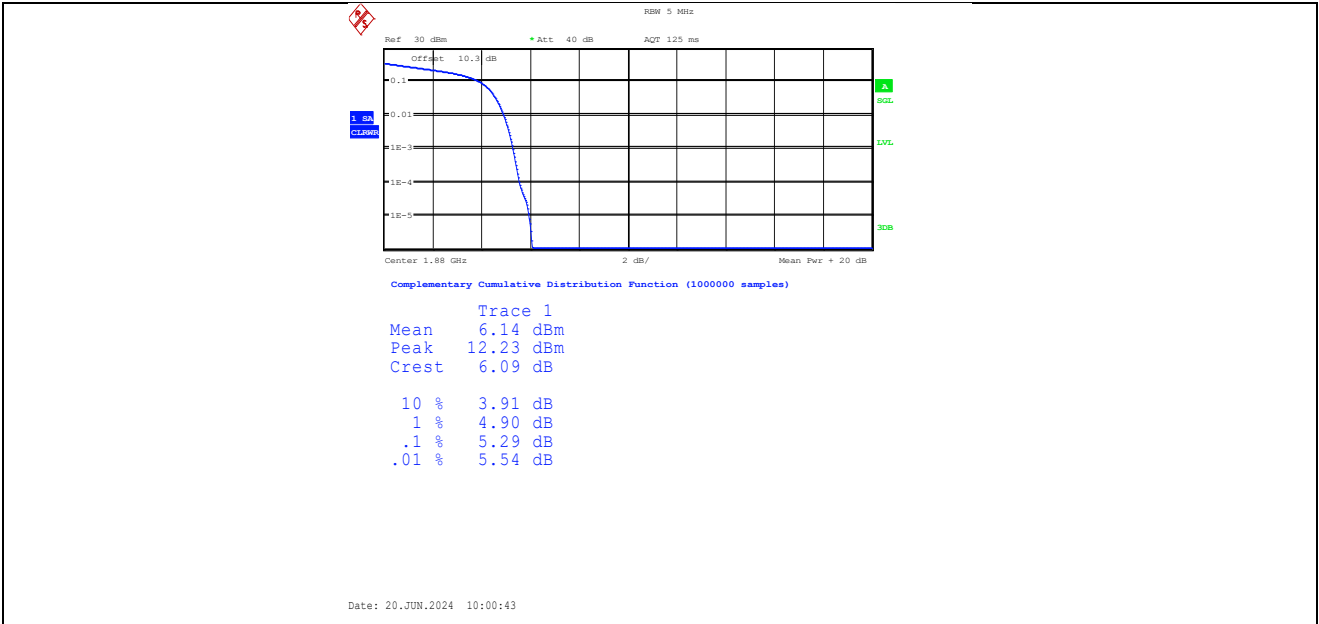 RBW 5 MHz
Ref 30 dBm * Att 40 dB AQT 125 ms
Offset 10.3 dB
0.1
A
SGL
0.01
1 SA
CLRWR
LVL
1E-3
1E-4
1E-5
3DB
Center 1.88 GHz 2 dB/ Mean Pwr + 20 dB
Complementary Cumulative Distribution Function (1000000 samples)
Trace 1
Mean 6.14 dBm
Peak 12.23 dBm
Crest 6.09 dB
10 % 3.91 dB
1 % 4.90 dB
.1 % 5.29 dB
.01 % 5.54 dB
Date: 20.JUN.2024 10:00:43